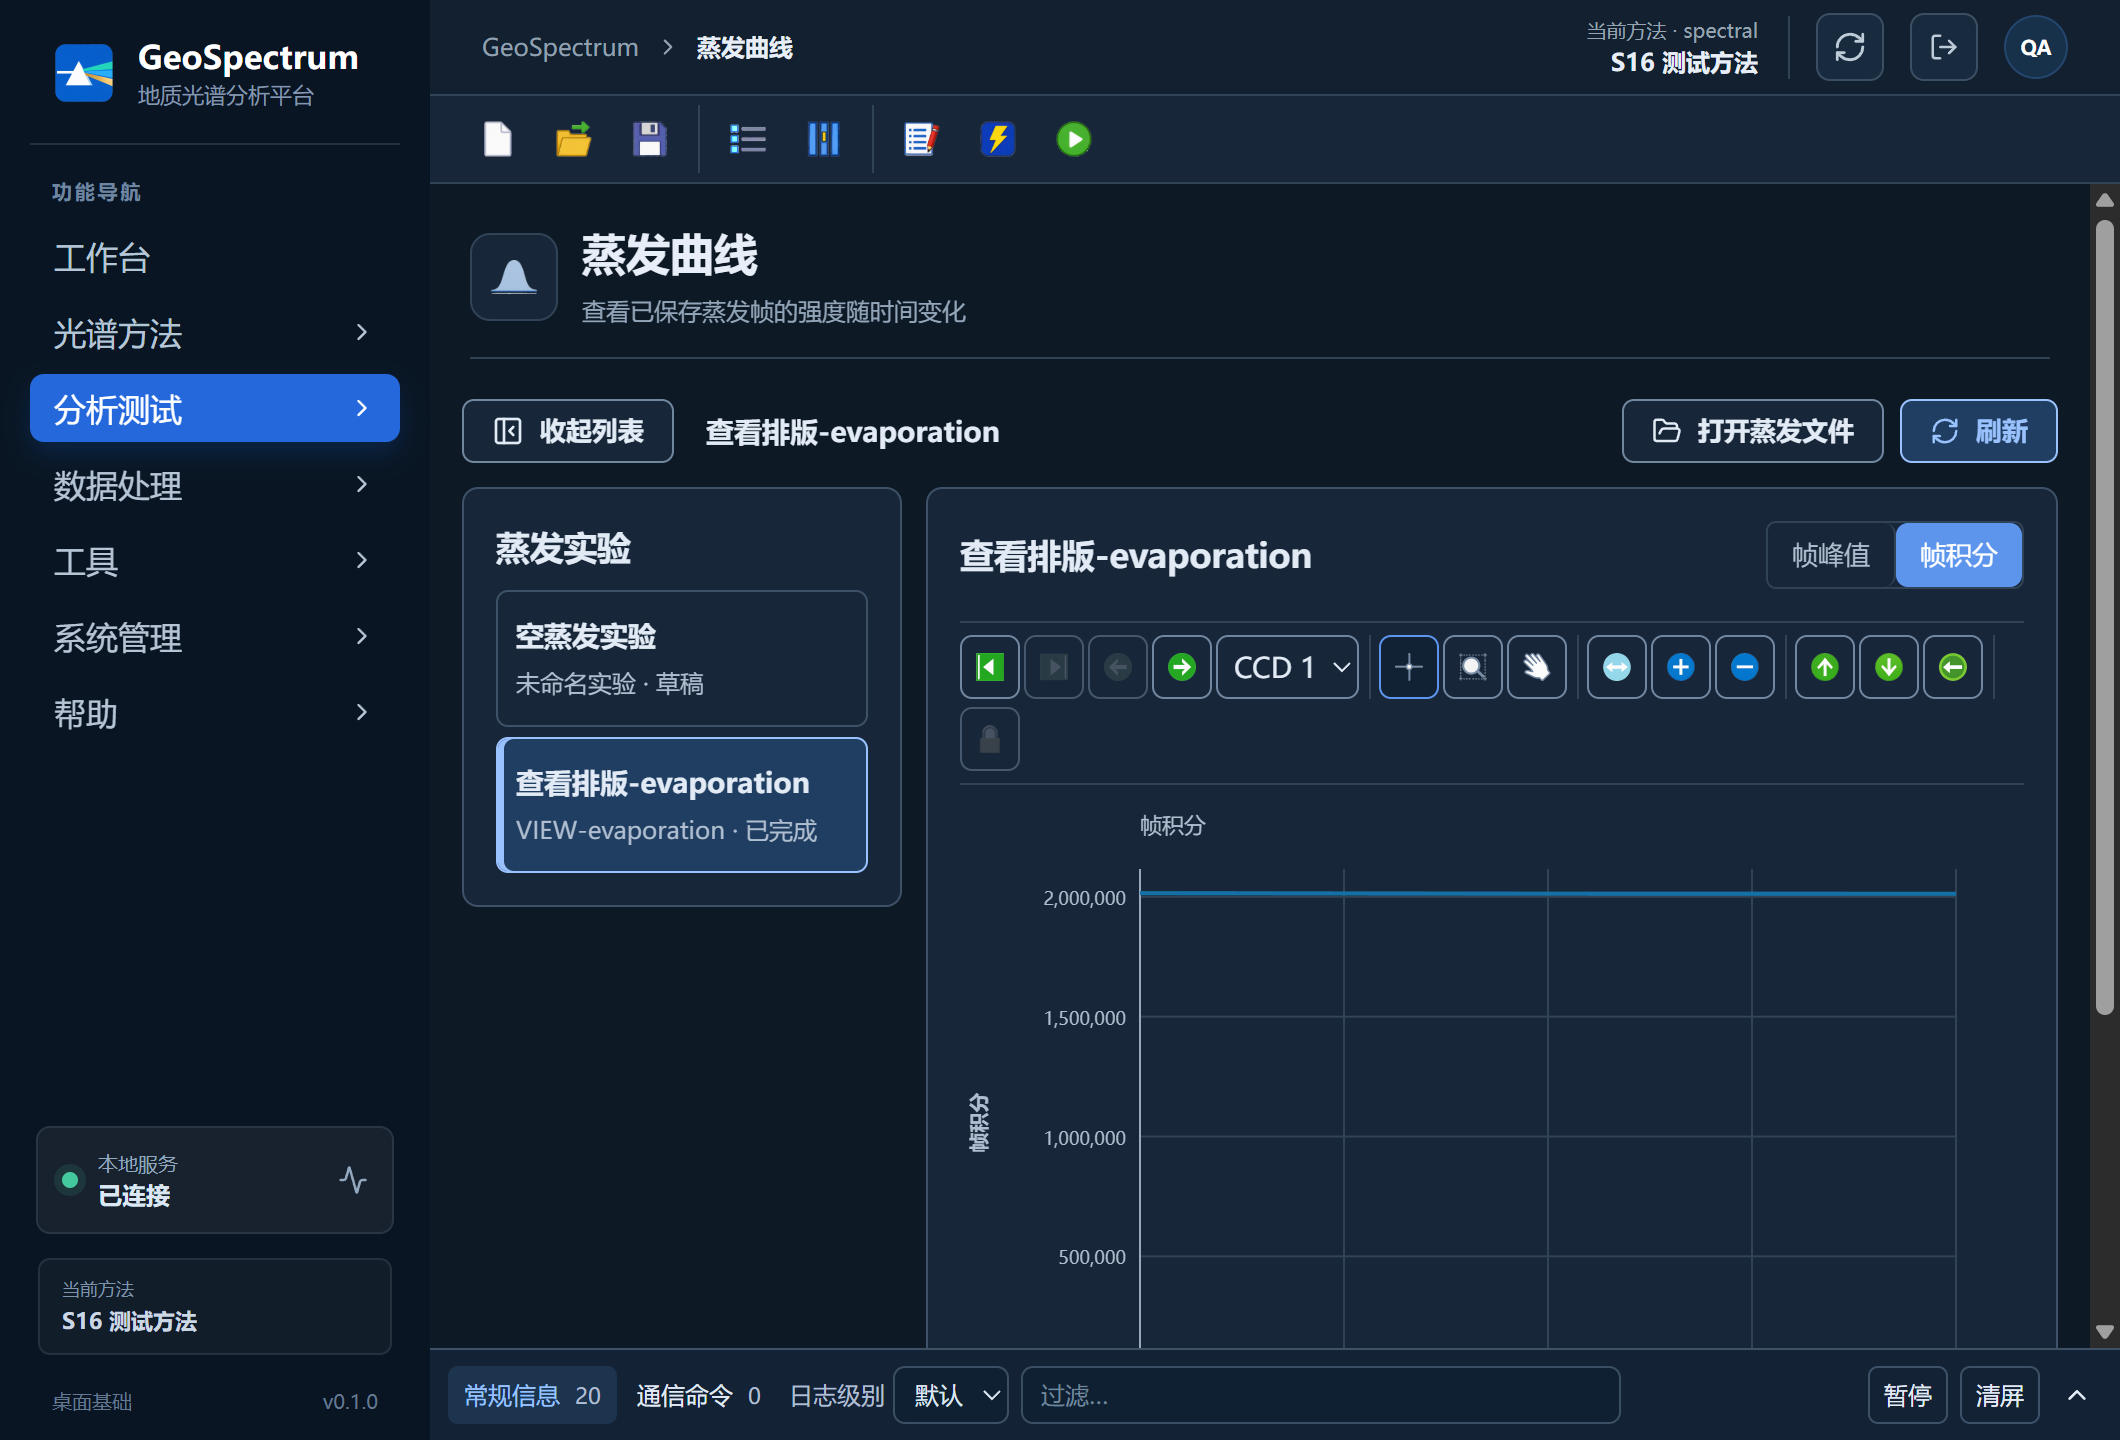 GeoSpectrum
地质光谱分析平台
功能导航
工作台
光谱方法
分析测试
数据处理
工具
系统管理
帮助
本地服务
已连接
当前方法
S16 测试方法
桌面基础 v0.1.0
GeoSpectrum > 蒸发曲线
当前方法 · spectral
S16 测试方法
QA
蒸发曲线
查看已保存蒸发帧的强度随时间变化
收起列表
查看排版-evaporation
打开蒸发文件
刷新
蒸发实验
空蒸发实验
未命名实验 · 草稿
查看排版-evaporation
VIEW-evaporation · 已完成
查看排版-evaporation
帧峰值
帧积分
CCD 1
帧积分
2,000,000
1,500,000
1,000,000
500,000
帧积分
常规信息 20
通信命令 0
日志级别
默认
过滤...
暂停
清屏